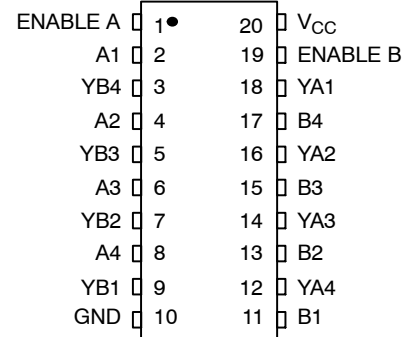 ENABLE A 1 20 VCC
A1 2 19 ENABLE B
YB4 3 18 YA1
A2 4 17 B4
YB3 5 16 YA2
A3 6 15 B3
YB2 7 14 YA3
A4 8 13 B2
YB1 9 12 YA4
GND 10 11 B1